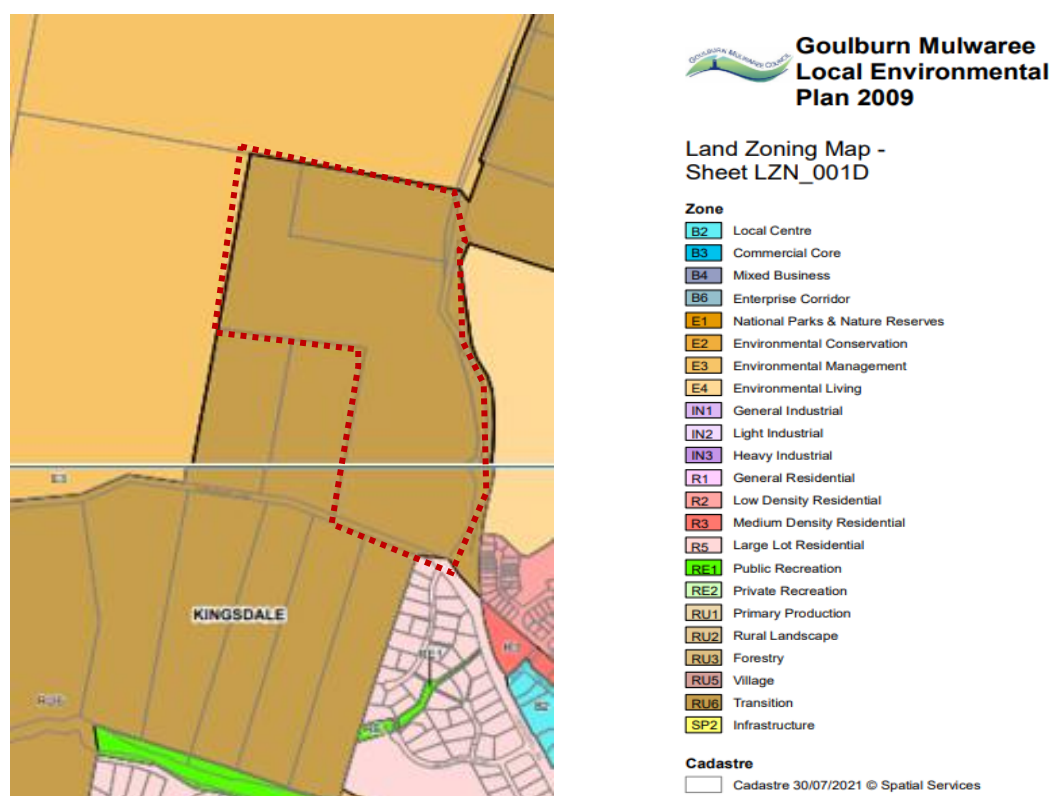 E3
KINGSDALE
RE1
R3
RU6
RE1
B2
GOULBURN MULWAREE COUNCIL
Goulburn Mulwaree
Local Environmental
Plan 2009
Land Zoning Map -
Sheet LZN_001D
Zone
B2 Local Centre
B3 Commercial Core
B4 Mixed Business
B6 Enterprise Corridor
E1 National Parks & Nature Reserves
E2 Environmental Conservation
E3 Environmental Management
E4 Environmental Living
IN1 General Industrial
IN2 Light Industrial
IN3 Heavy Industrial
R1 General Residential
R2 Low Density Residential
R3 Medium Density Residential
R5 Large Lot Residential
RE1 Public Recreation
RE2 Private Recreation
RU1 Primary Production
RU2 Rural Landscape
RU3 Forestry
RU5 Village
RU6 Transition
SP2 Infrastructure
Cadastre
Cadastre 30/07/2021 © Spatial Services